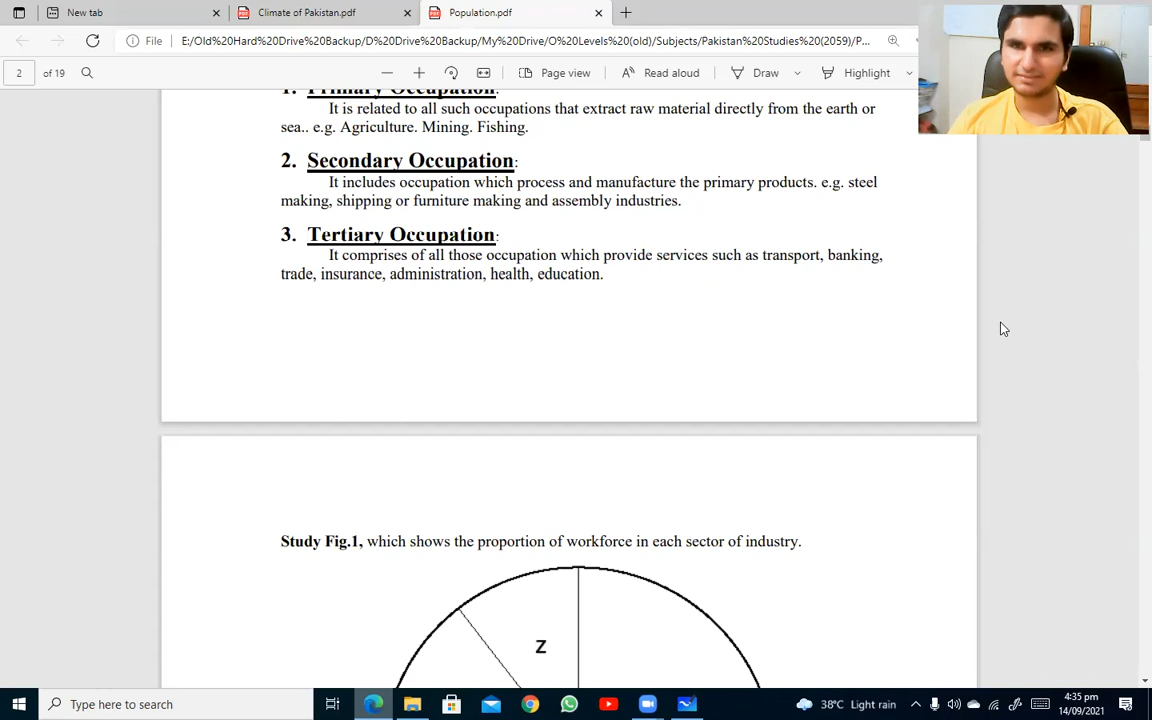 New tab
Climate of Pakistan.pdf
Population.pdf
File
E:/Old%20Hard%20Drive%20Backup/D%20Drive%20Backup/My%20Drive/O%20Levels%20(old)/Subjects/Pakistan%20Studies%20(2059)/P...
2 of 19
Page view
Read aloud
Draw
Highlight
1. Primary Occupation:
It is related to all such occupations that extract raw material directly from the earth or
sea.. e.g. Agriculture. Mining. Fishing.
2. Secondary Occupation:
It includes occupation which process and manufacture the primary products. e.g. steel
making, shipping or furniture making and assembly industries.
3. Tertiary Occupation:
It comprises of all those occupation which provide services such as transport, banking,
trade, insurance, administration, health, education.
Study Fig.1, which shows the proportion of workforce in each sector of industry.
Z
Type here to search
38°C Light rain
4:35 pm
14/09/2021